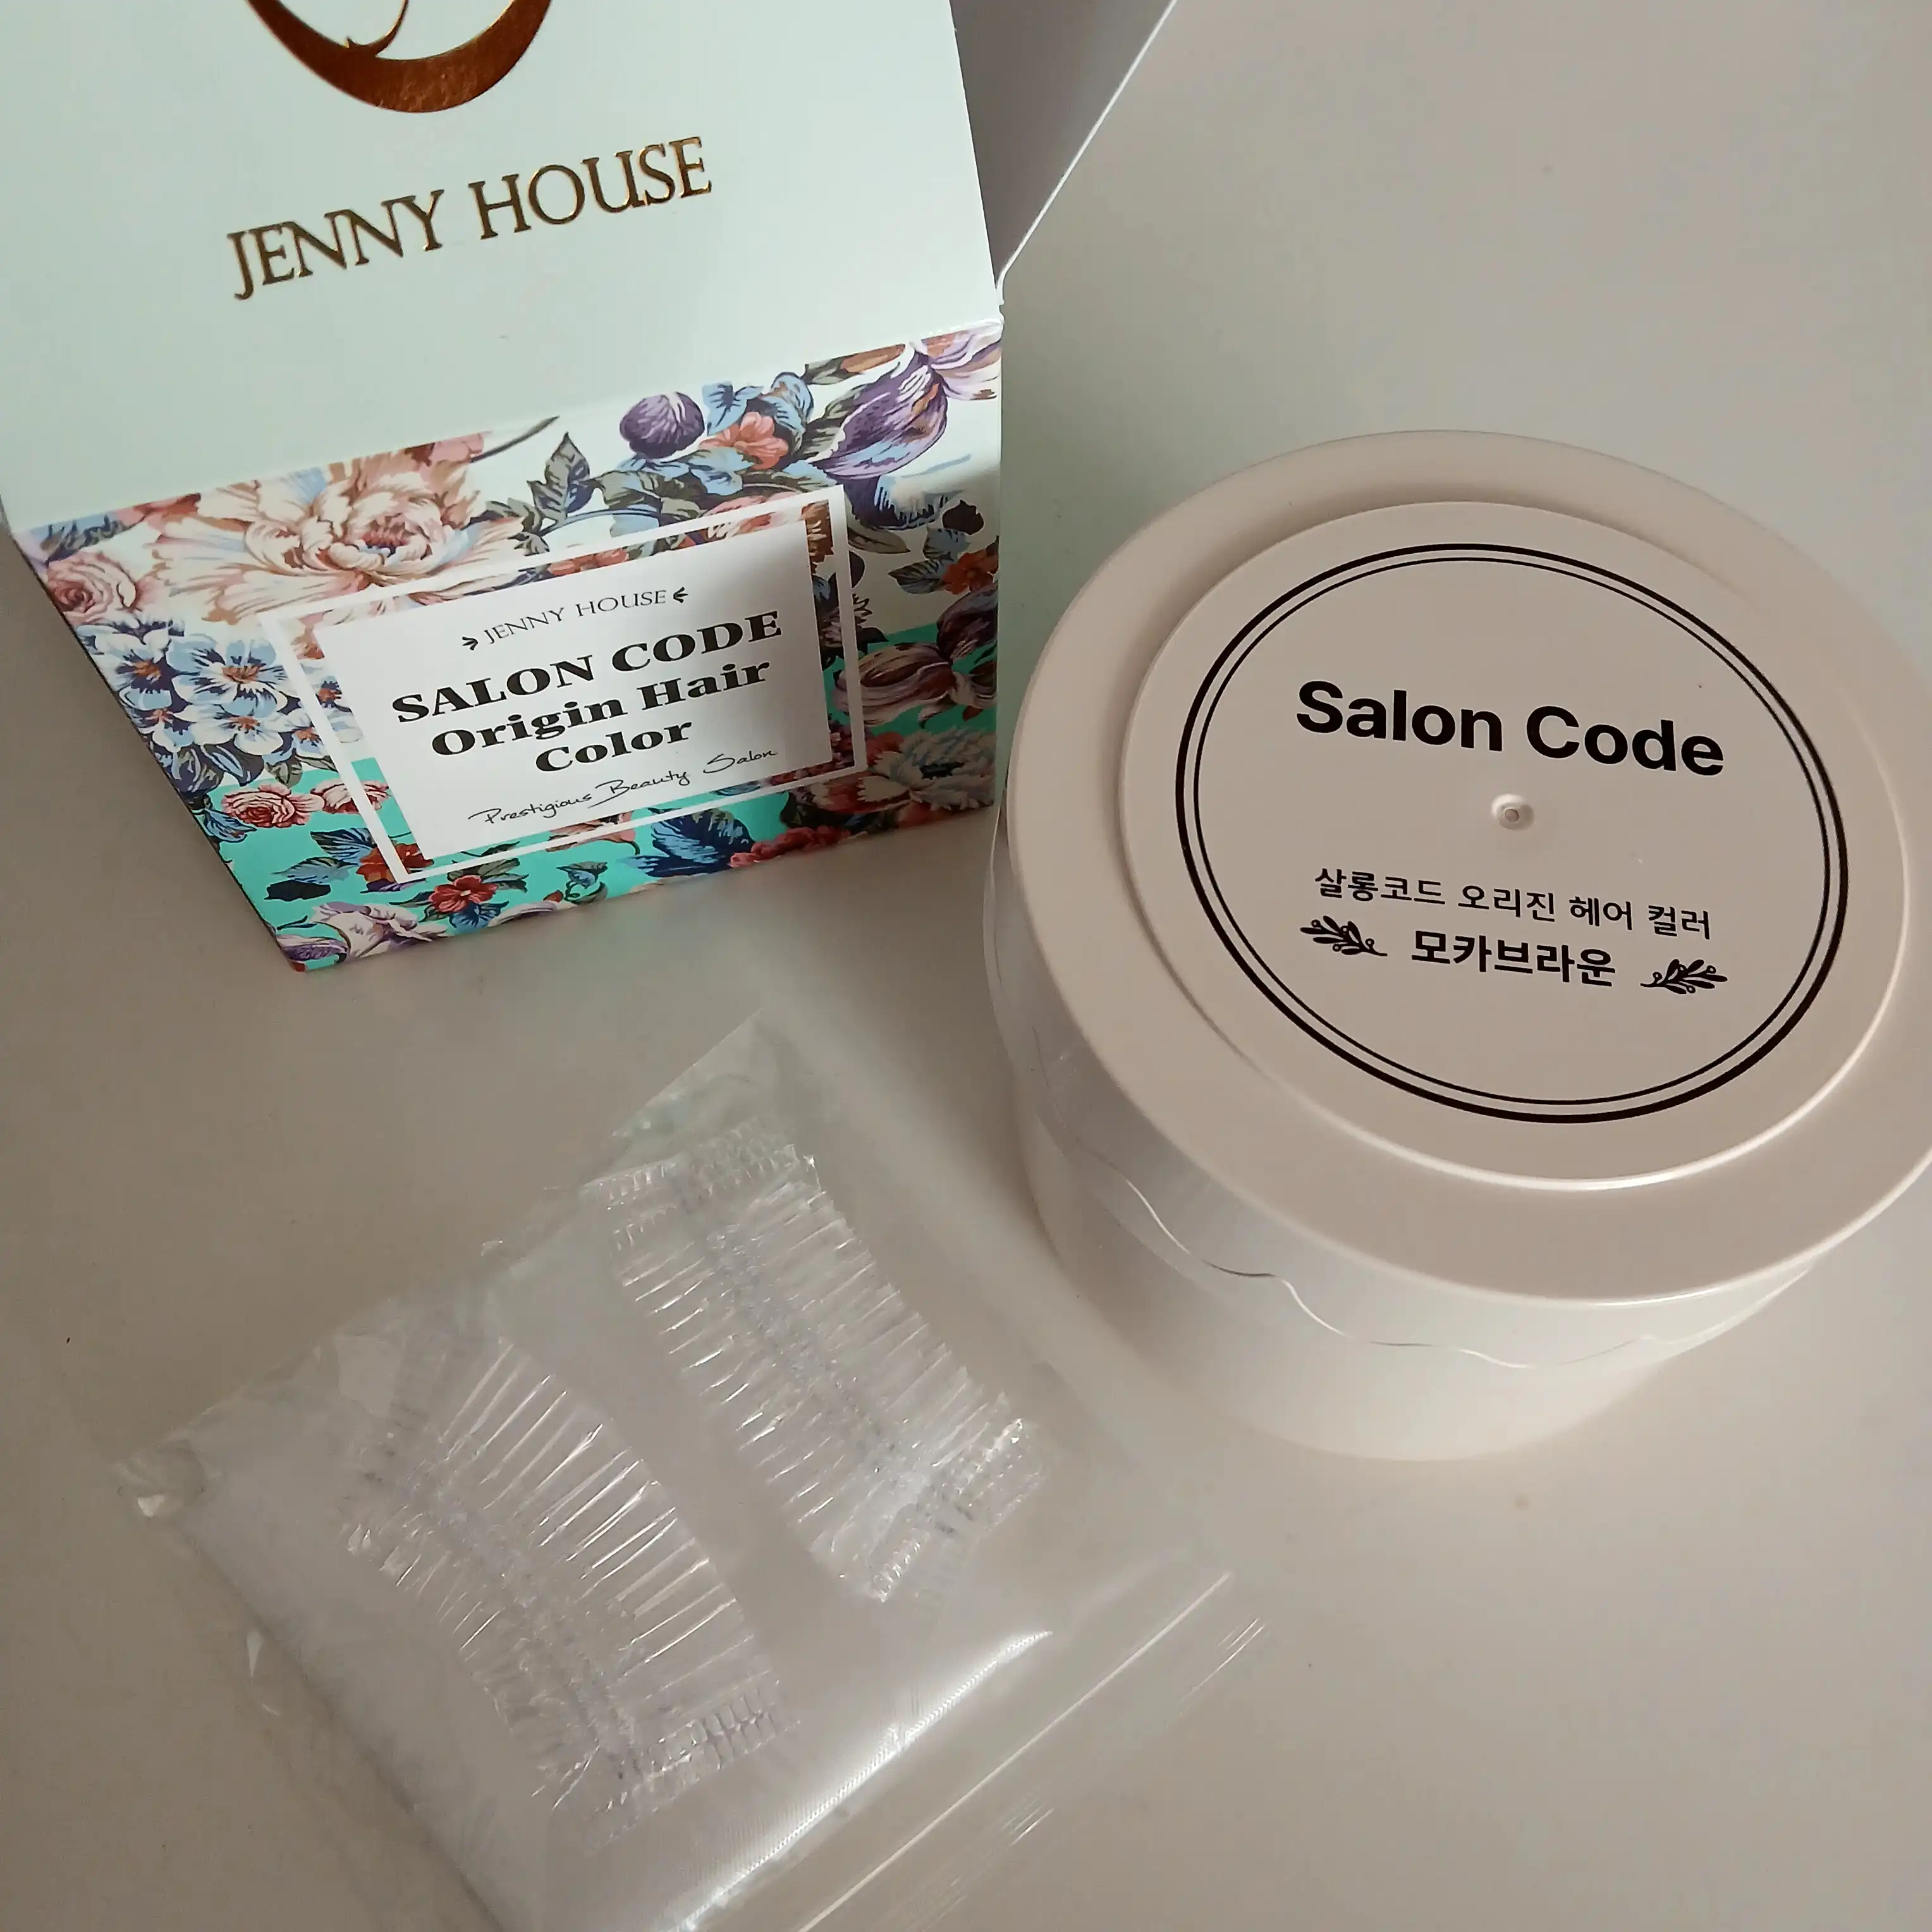 JENNY HOUSE
JENNY HOUSE
SALON CODE
Origin Hair
Color
Prestigious Beauty Salon
Salon Code
살롱코드 오리진 헤어 컬러
모카브라운